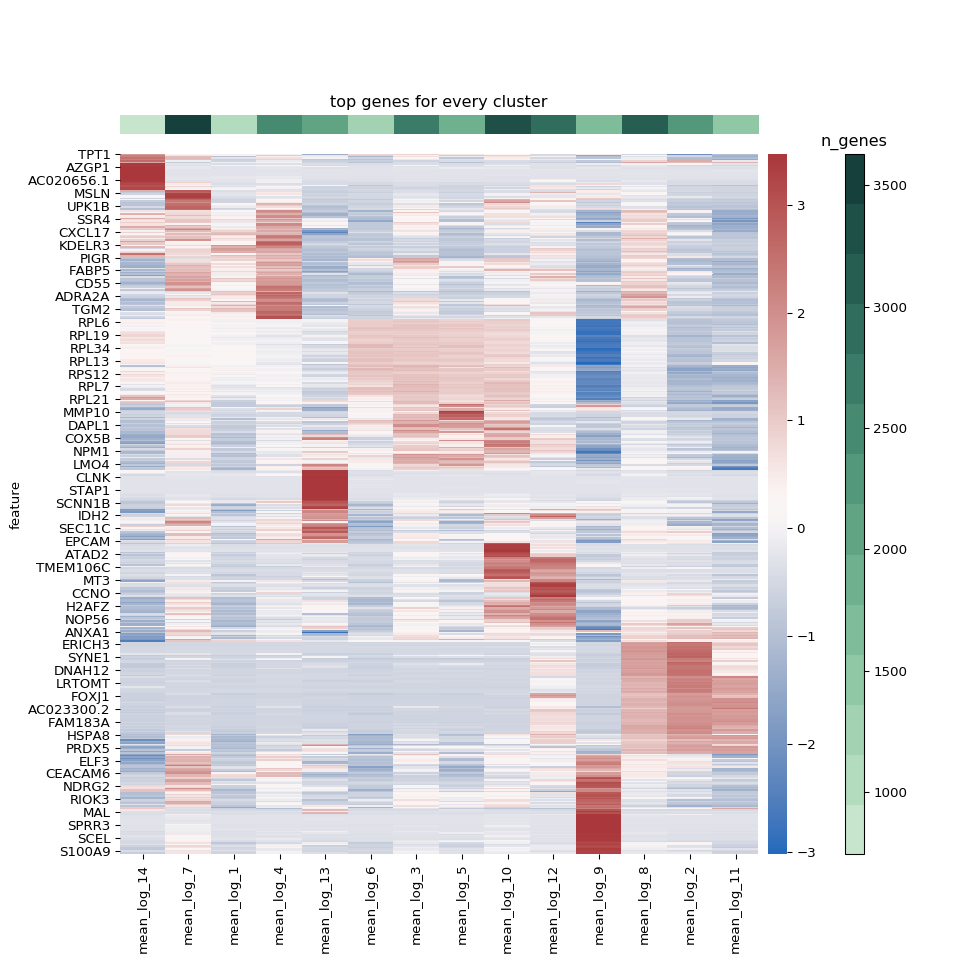 top genes for every cluster
n_genes
feature
TPT1
AZGP1
AC020656.1
MSLN
UPK1B
SSR4
CXCL17
KDELR3
PIGR
FABP5
CD55
ADRA2A
TGM2
RPL6
RPL19
RPL34
RPL13
RPS12
RPL7
RPL21
MMP10
DAPL1
COX5B
NPM1
LMO4
CLNK
STAP1
SCNN1B
IDH2
SEC11C
EPCAM
ATAD2
TMEM106C
MT3
CCNO
H2AFZ
NOP56
ANXA1
ERICH3
SYNE1
DNAH12
LRTOMT
FOXJ1
AC023300.2
FAM183A
HSPA8
PRDX5
ELF3
CEACAM6
NDRG2
RIOK3
MAL
SPRR3
SCEL
S100A9
3
2
1
0
−1
−2
−3
3500
3000
2500
2000
1500
1000
mean_log_14
mean_log_7
mean_log_1
mean_log_4
mean_log_13
mean_log_6
mean_log_3
mean_log_5
mean_log_10
mean_log_12
mean_log_9
mean_log_8
mean_log_2
mean_log_11